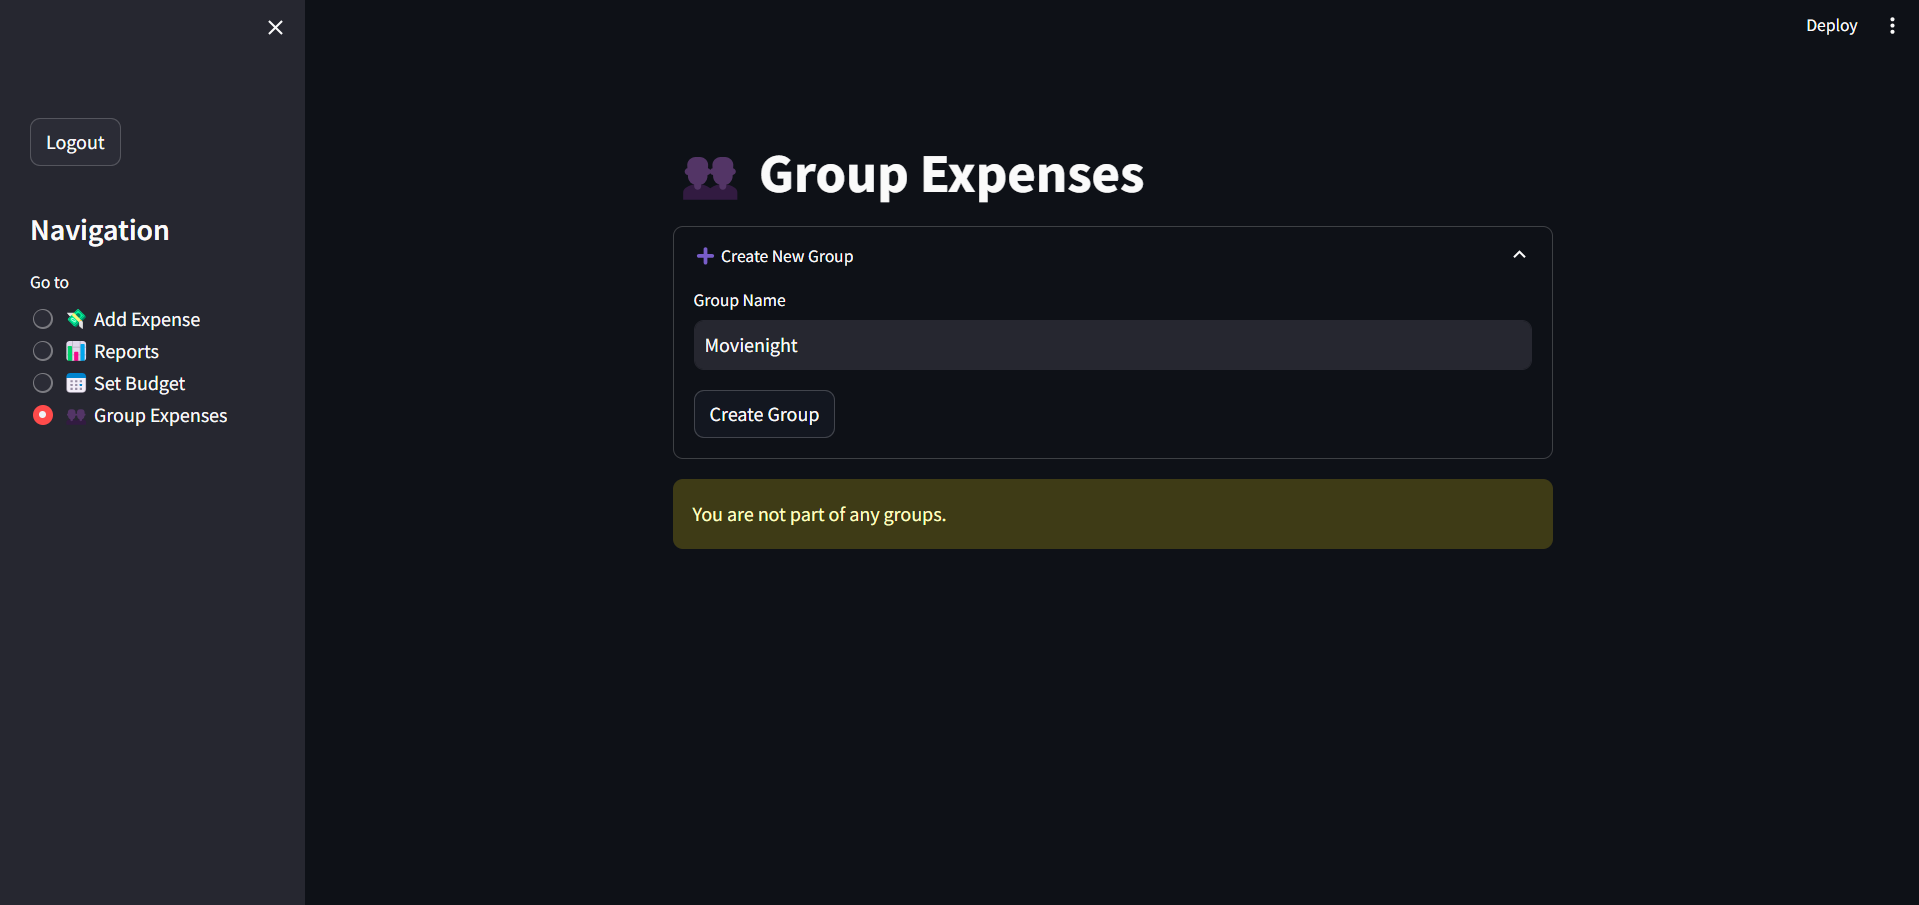 Deploy
Logout
Navigation
Go to
Add Expense
Reports
Set Budget
Group Expenses
Group Expenses
Create New Group
Group Name
Movienight
Create Group
You are not part of any groups.